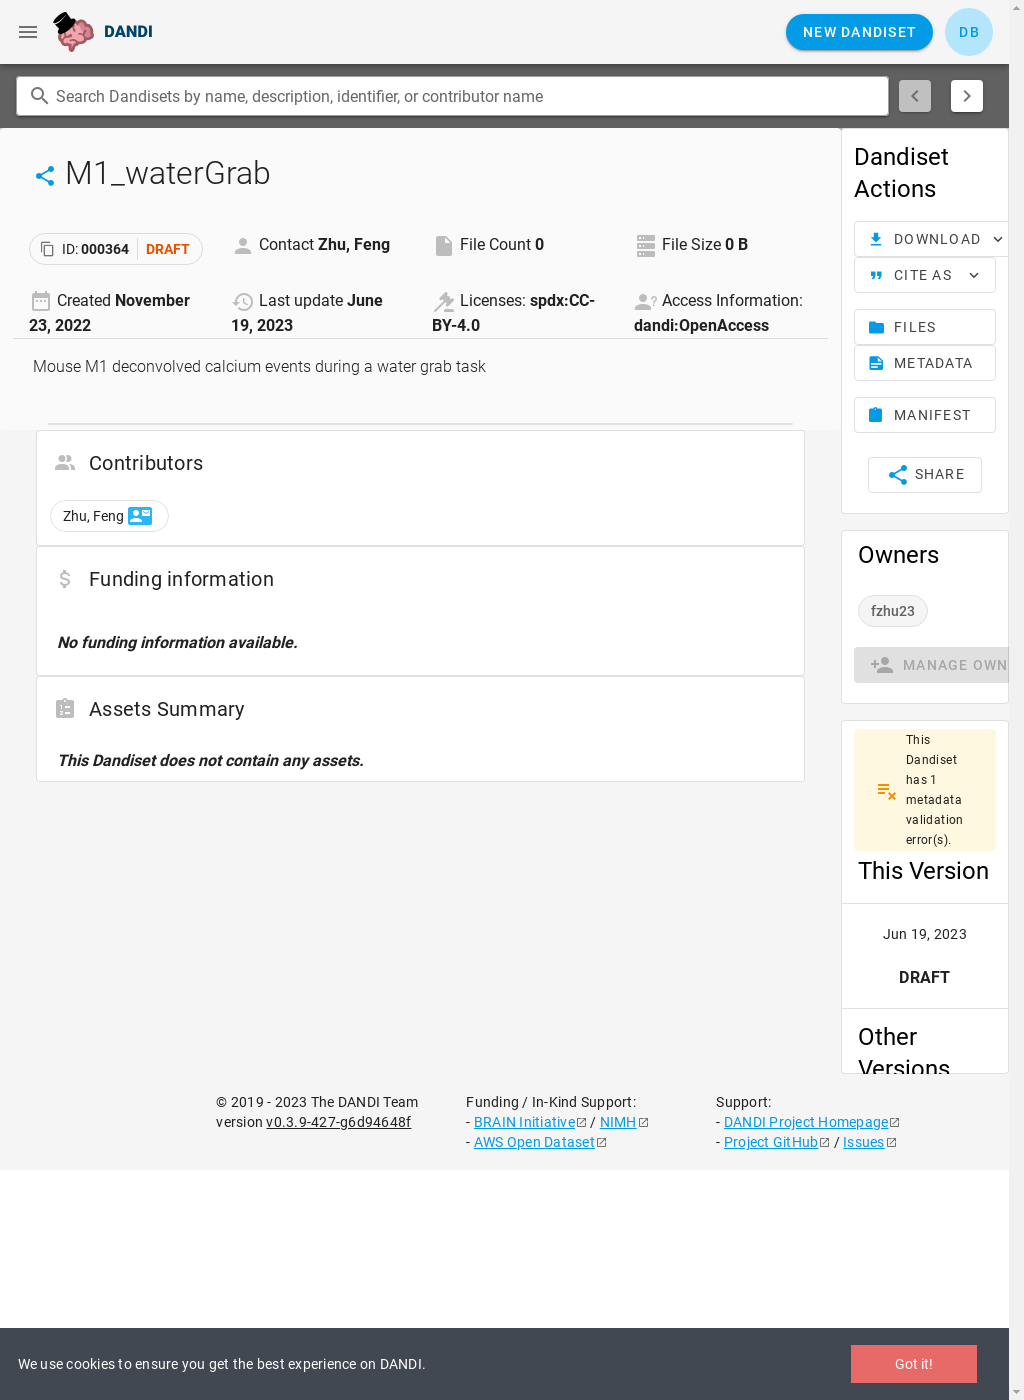 DANDI
NEW DANDISET
DB
Search Dandisets by name, description, identifier, or contributor name
M1_waterGrab
ID: 000364 DRAFT
Contact Zhu, Feng
File Count 0
File Size 0 B
Created November
23, 2022
Last update June
19, 2023
Licenses: spdx:CC-
BY-4.0
Access Information:
dandi:OpenAccess
Mouse M1 deconvolved calcium events during a water grab task
Contributors
Zhu, Feng
Funding information
No funding information available.
Assets Summary
This Dandiset does not contain any assets.
Dandiset
Actions
DOWNLOAD
CITE AS
FILES
METADATA
MANIFEST
SHARE
Owners
fzhu23
MANAGE OWN
This
Dandiset
has 1
metadata
validation
error(s).
This Version
Jun 19, 2023
DRAFT
Other
Versions
© 2019 - 2023 The DANDI Team
version v0.3.9-427-g6d94648f
Funding / In-Kind Support:
- BRAIN Initiative / NIMH
- AWS Open Dataset
Support:
- DANDI Project Homepage
- Project GitHub / Issues
We use cookies to ensure you get the best experience on DANDI.
Got it!